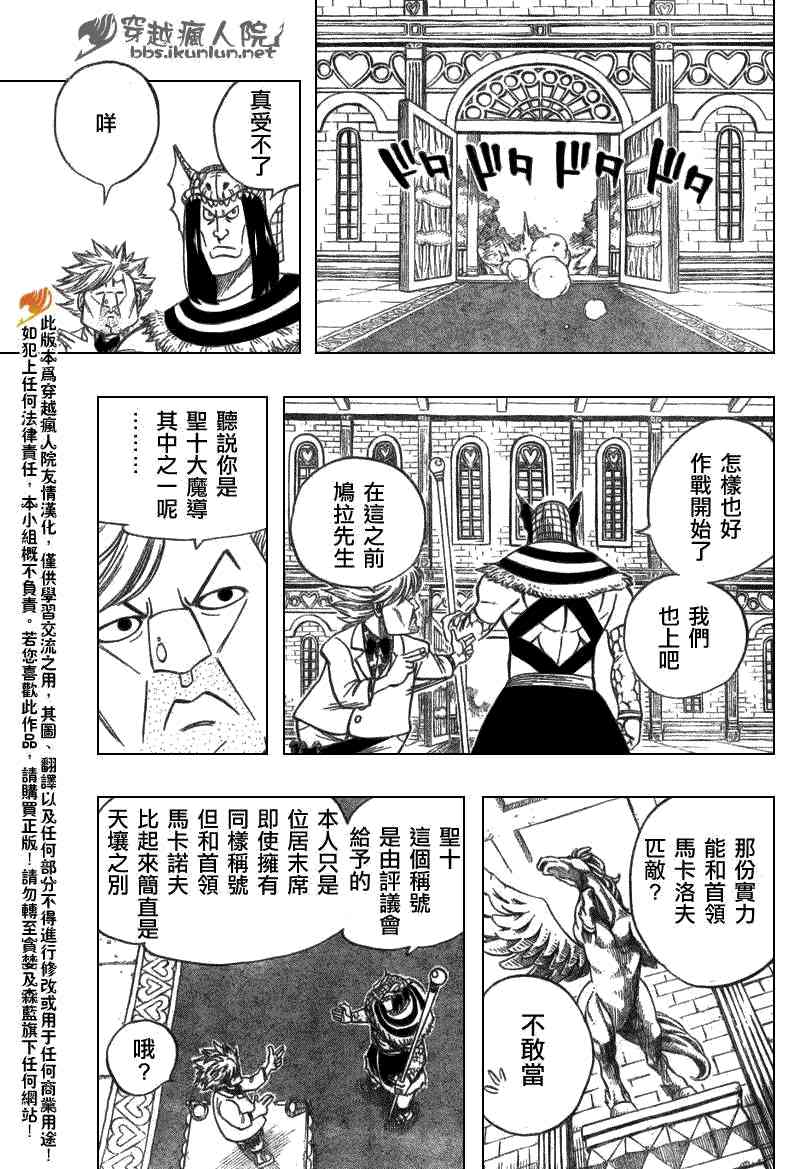 穿越瘋人院
bbs.ikunlun.net
ドドドドドドドド
真受不了
咩
怎樣也好
作戰開始了
我們
也上吧
在這之前
鳩拉先生
聽説你是
聖十大魔導
其中之一呢
………
那份實力
能和首領
馬卡洛夫
匹敵？
不敢當
聖十
這個稱號
是由評議會
給予的
本人只是
位居末席
即使擁有
同樣稱號
但和首領
馬卡諾夫
比起來簡直是
天壤之別
哦？
此版本爲穿越瘋人院友情漢化，僅供學習交流之用，其圖、翻譯以及任何部分不得進行修改或用于任何商業用途！
如犯上任何法律責任，本小組概不負責。若您喜歡此作品，請購買正版！請勿轉至貪婪及森藍旗下任何網站！